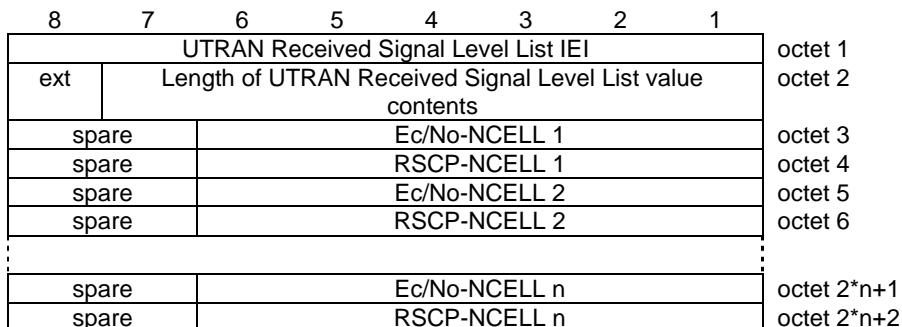 8 7 6 5 4 3 2 1
UTRAN Received Signal Level List IEI octet 1
ext Length of UTRAN Received Signal Level List value octet 2
contents
spare Ec/No-NCELL 1 octet 3
spare RSCP-NCELL 1 octet 4
spare Ec/No-NCELL 2 octet 5
spare RSCP-NCELL 2 octet 6
spare Ec/No-NCELL n octet 2*n+1
spare RSCP-NCELL n octet 2*n+2